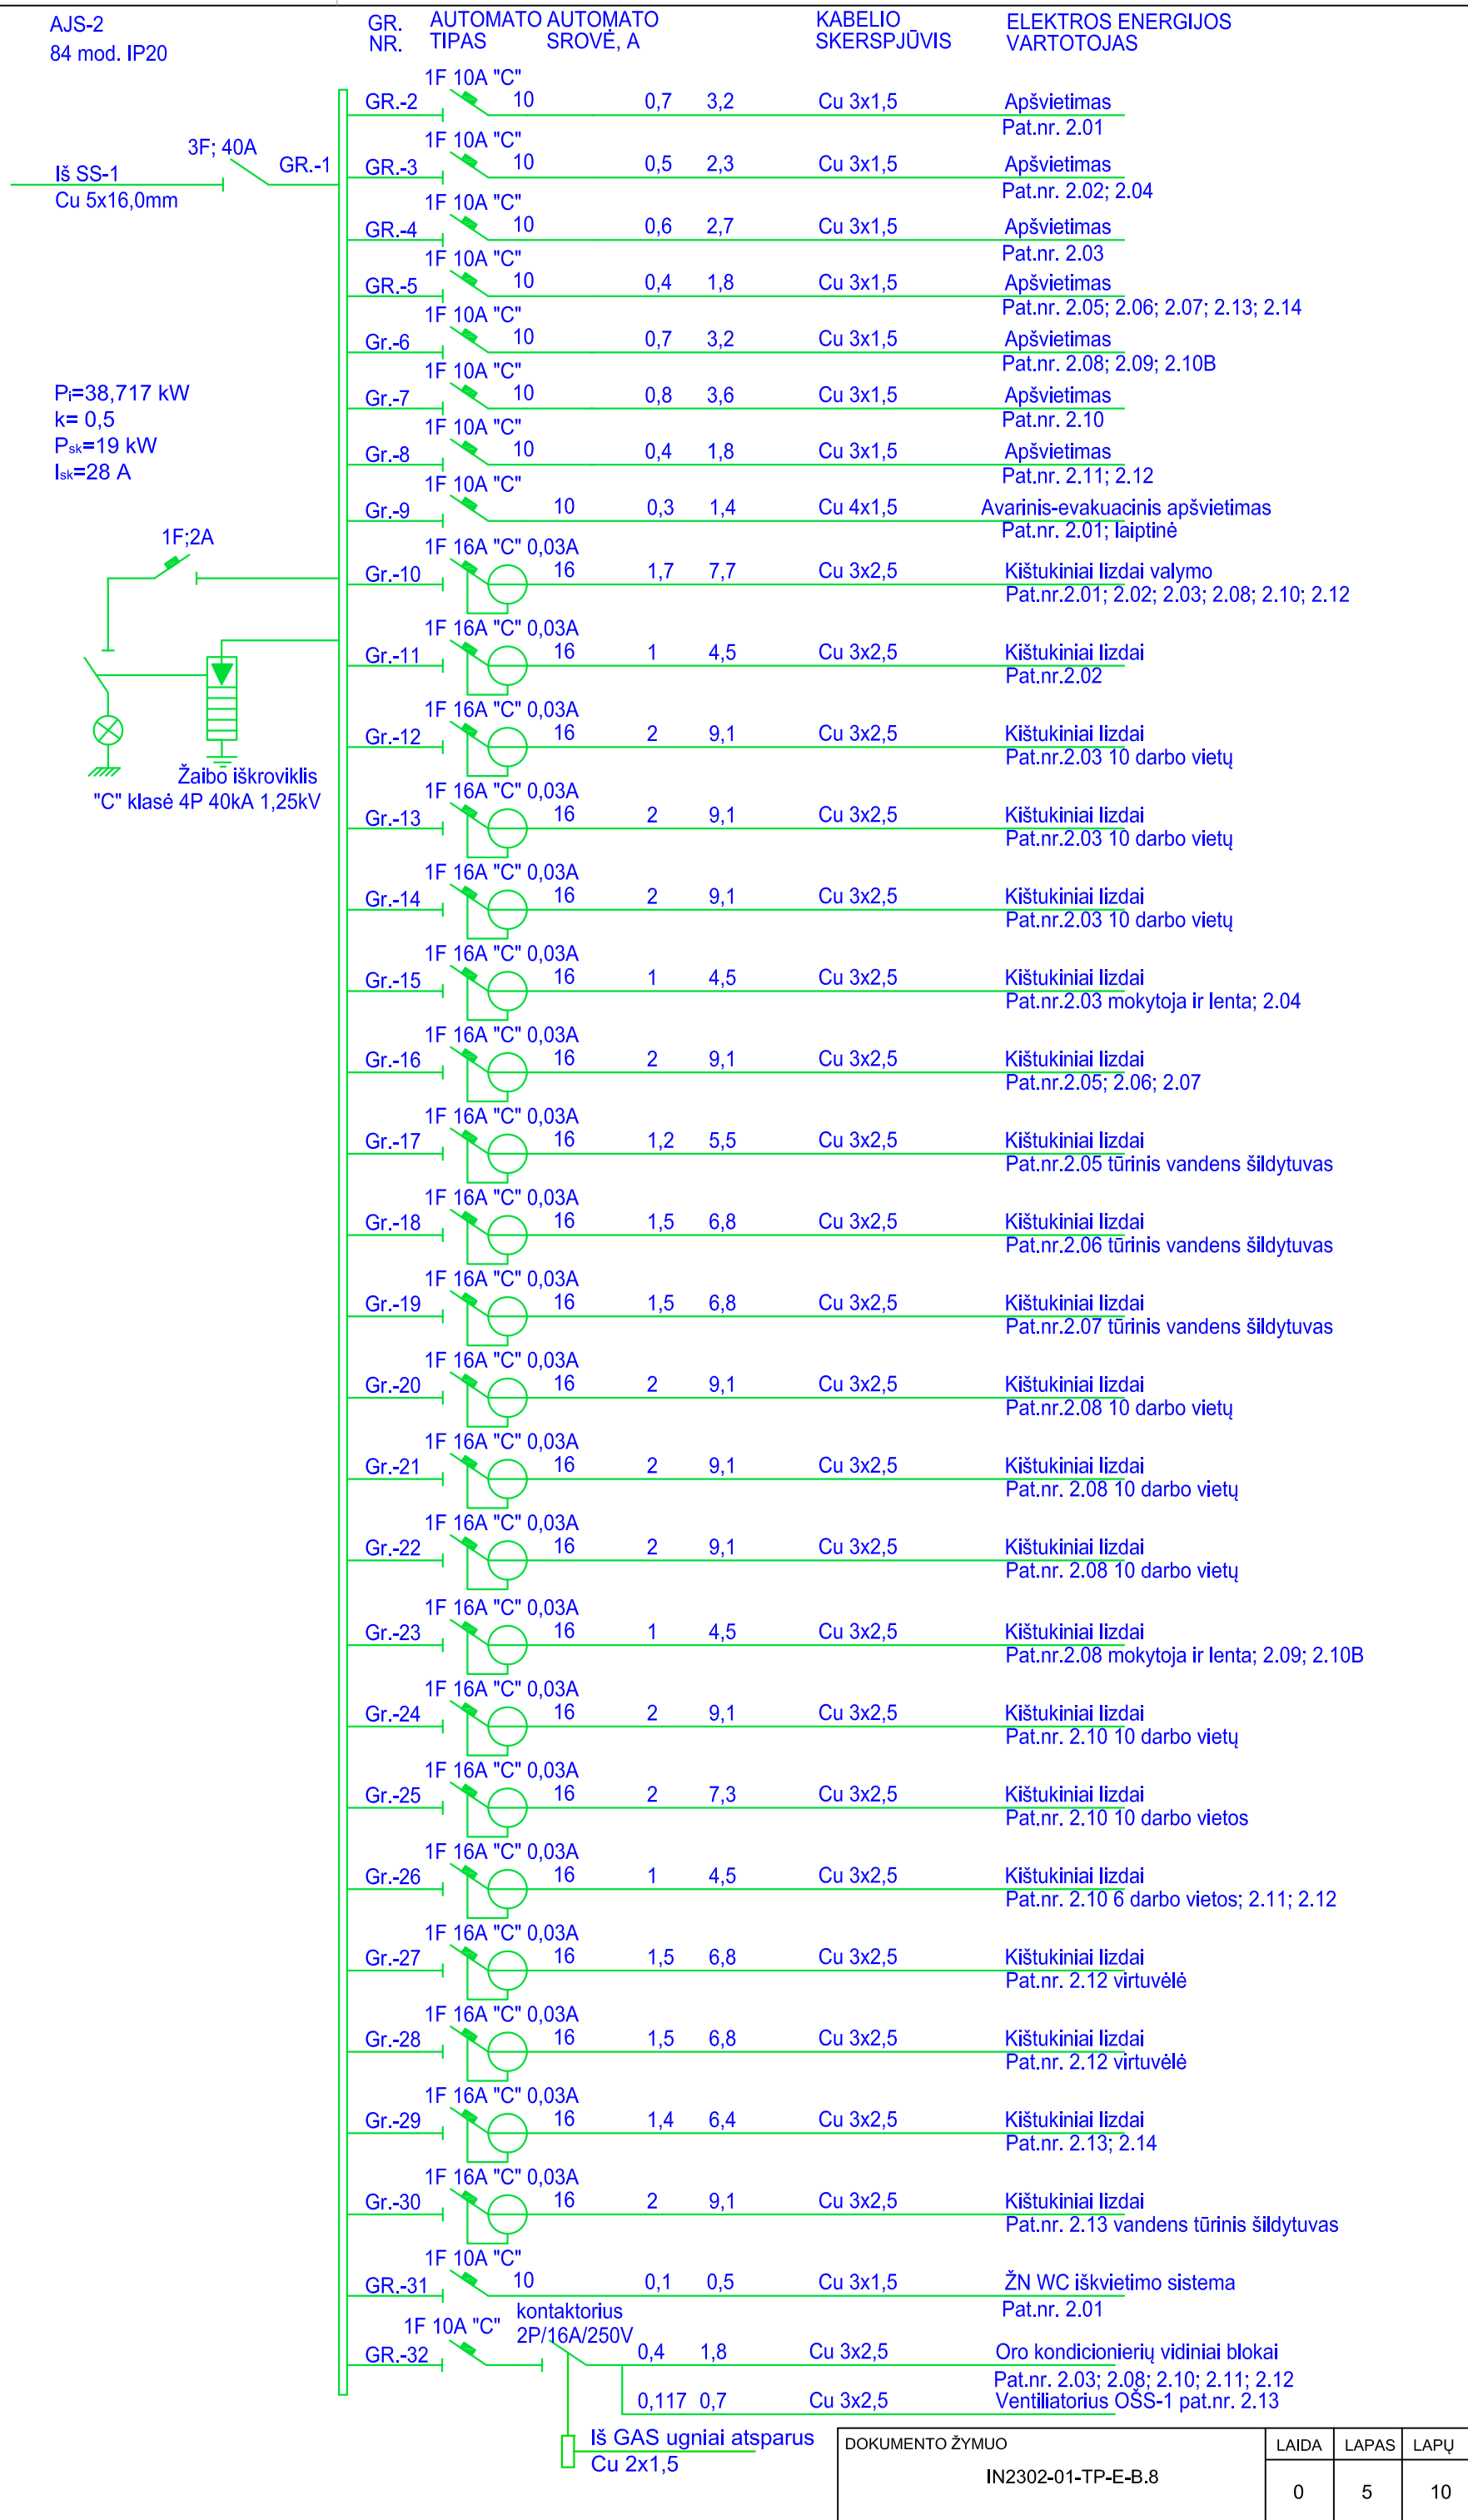 AJS-2
84 mod. IP20
GR. NR.
AUTOMATO TIPAS
AUTOMATO SROVĖ, A
KABELIO SKERSPJŪVIS
ELEKTROS ENERGIJOS VARTOTOJAS
Iš SS-1
Cu 5x16,0mm
3F; 40A
GR.-1
Pi=38,717 kW
k= 0,5
Psk=19 kW
Isk=28 A
1F;2A
Žaibo iškroviklis
"C" klasė 4P 40kA 1,25kV
1F 10A "C"
GR.-2 10 0,7 3,2 Cu 3x1,5 Apšvietimas
Pat.nr. 2.01
1F 10A "C"
GR.-3 10 0,5 2,3 Cu 3x1,5 Apšvietimas
Pat.nr. 2.02; 2.04
1F 10A "C"
GR.-4 10 0,6 2,7 Cu 3x1,5 Apšvietimas
Pat.nr. 2.03
1F 10A "C"
GR.-5 10 0,4 1,8 Cu 3x1,5 Apšvietimas
Pat.nr. 2.05; 2.06; 2.07; 2.13; 2.14
1F 10A "C"
Gr.-6 10 0,7 3,2 Cu 3x1,5 Apšvietimas
Pat.nr. 2.08; 2.09; 2.10B
1F 10A "C"
Gr.-7 10 0,8 3,6 Cu 3x1,5 Apšvietimas
Pat.nr. 2.10
1F 10A "C"
Gr.-8 10 0,4 1,8 Cu 3x1,5 Apšvietimas
Pat.nr. 2.11; 2.12
1F 10A "C"
Gr.-9 10 0,3 1,4 Cu 4x1,5 Avarinis-evakuacinis apšvietimas
Pat.nr. 2.01; laiptinė
1F 16A "C" 0,03A
Gr.-10 16 1,7 7,7 Cu 3x2,5 Kištukiniai lizdai valymo
Pat.nr.2.01; 2.02; 2.03; 2.08; 2.10; 2.12
1F 16A "C" 0,03A
Gr.-11 16 1 4,5 Cu 3x2,5 Kištukiniai lizdai
Pat.nr.2.02
1F 16A "C" 0,03A
Gr.-12 16 2 9,1 Cu 3x2,5 Kištukiniai lizdai
Pat.nr.2.03 10 darbo vietų
1F 16A "C" 0,03A
Gr.-13 16 2 9,1 Cu 3x2,5 Kištukiniai lizdai
Pat.nr.2.03 10 darbo vietų
1F 16A "C" 0,03A
Gr.-14 16 2 9,1 Cu 3x2,5 Kištukiniai lizdai
Pat.nr.2.03 10 darbo vietų
1F 16A "C" 0,03A
Gr.-15 16 1 4,5 Cu 3x2,5 Kištukiniai lizdai
Pat.nr.2.03 mokytoja ir lenta; 2.04
1F 16A "C" 0,03A
Gr.-16 16 2 9,1 Cu 3x2,5 Kištukiniai lizdai
Pat.nr.2.05; 2.06; 2.07
1F 16A "C" 0,03A
Gr.-17 16 1,2 5,5 Cu 3x2,5 Kištukiniai lizdai
Pat.nr.2.05 tūrinis vandens šildytuvas
1F 16A "C" 0,03A
Gr.-18 16 1,5 6,8 Cu 3x2,5 Kištukiniai lizdai
Pat.nr.2.06 tūrinis vandens šildytuvas
1F 16A "C" 0,03A
Gr.-19 16 1,5 6,8 Cu 3x2,5 Kištukiniai lizdai
Pat.nr.2.07 tūrinis vandens šildytuvas
1F 16A "C" 0,03A
Gr.-20 16 2 9,1 Cu 3x2,5 Kištukiniai lizdai
Pat.nr.2.08 10 darbo vietų
1F 16A "C" 0,03A
Gr.-21 16 2 9,1 Cu 3x2,5 Kištukiniai lizdai
Pat.nr. 2.08 10 darbo vietų
1F 16A "C" 0,03A
Gr.-22 16 2 9,1 Cu 3x2,5 Kištukiniai lizdai
Pat.nr. 2.08 10 darbo vietų
1F 16A "C" 0,03A
Gr.-23 16 1 4,5 Cu 3x2,5 Kištukiniai lizdai
Pat.nr.2.08 mokytoja ir lenta; 2.09; 2.10B
1F 16A "C" 0,03A
Gr.-24 16 2 9,1 Cu 3x2,5 Kištukiniai lizdai
Pat.nr. 2.10 10 darbo vietų
1F 16A "C" 0,03A
Gr.-25 16 2 7,3 Cu 3x2,5 Kištukiniai lizdai
Pat.nr. 2.10 10 darbo vietos
1F 16A "C" 0,03A
Gr.-26 16 1 4,5 Cu 3x2,5 Kištukiniai lizdai
Pat.nr. 2.10 6 darbo vietos; 2.11; 2.12
1F 16A "C" 0,03A
Gr.-27 16 1,5 6,8 Cu 3x2,5 Kištukiniai lizdai
Pat.nr. 2.12 virtuvėlė
1F 16A "C" 0,03A
Gr.-28 16 1,5 6,8 Cu 3x2,5 Kištukiniai lizdai
Pat.nr. 2.12 virtuvėlė
1F 16A "C" 0,03A
Gr.-29 16 1,4 6,4 Cu 3x2,5 Kištukiniai lizdai
Pat.nr. 2.13; 2.14
1F 16A "C" 0,03A
Gr.-30 16 2 9,1 Cu 3x2,5 Kištukiniai lizdai
Pat.nr. 2.13 vandens tūrinis šildytuvas
1F 10A "C"
GR.-31 10 0,1 0,5 Cu 3x1,5 ŽN WC iškvietimo sistema
Pat.nr. 2.01
1F 10A "C"
kontaktorius
2P/16A/250V
GR.-32 0,4 1,8 Cu 3x2,5 Oro kondicionierių vidiniai blokai
Pat.nr. 2.03; 2.08; 2.10; 2.11; 2.12
0,117 0,7 Cu 3x2,5 Ventiliatorius OŠS-1 pat.nr. 2.13
Iš GAS ugniai atsparus
Cu 2x1,5
DOKUMENTO ŽYMUO LAIDA LAPAS LAPŲ
IN2302-01-TP-E-B.8 0 5 10